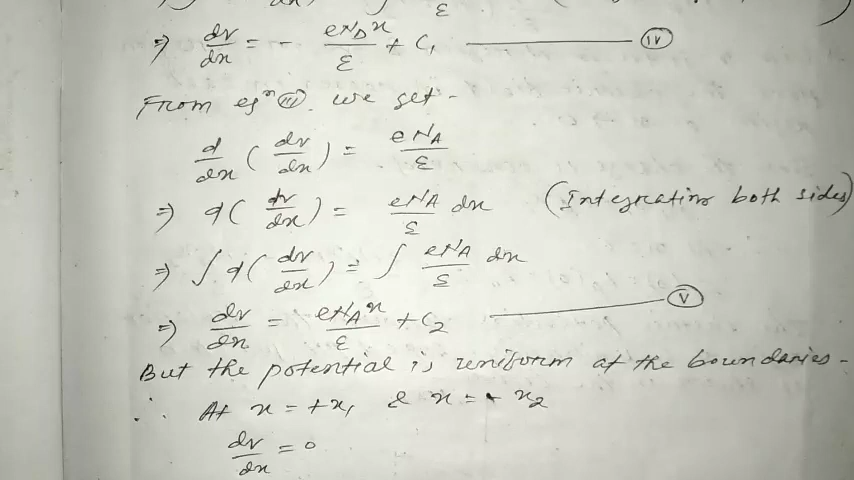 ε
⇒ dv/dx = - eN_D x/ε + C₁ ——— (iv)
From eqⁿ (iii) we get -
d/dx (dv/dx) = eN_A/ε
⇒ d(dv/dx) = eN_A/ε dx (Integrating both sides)
⇒ ∫d(dv/dx) = ∫ eN_A/ε dx
⇒ dv/dx = eN_A x/ε + C₂ ——— (v)
But the potential is uniform at the boundaries -
∴ At x = +x₁ & x = - x₂
dv/dx = 0